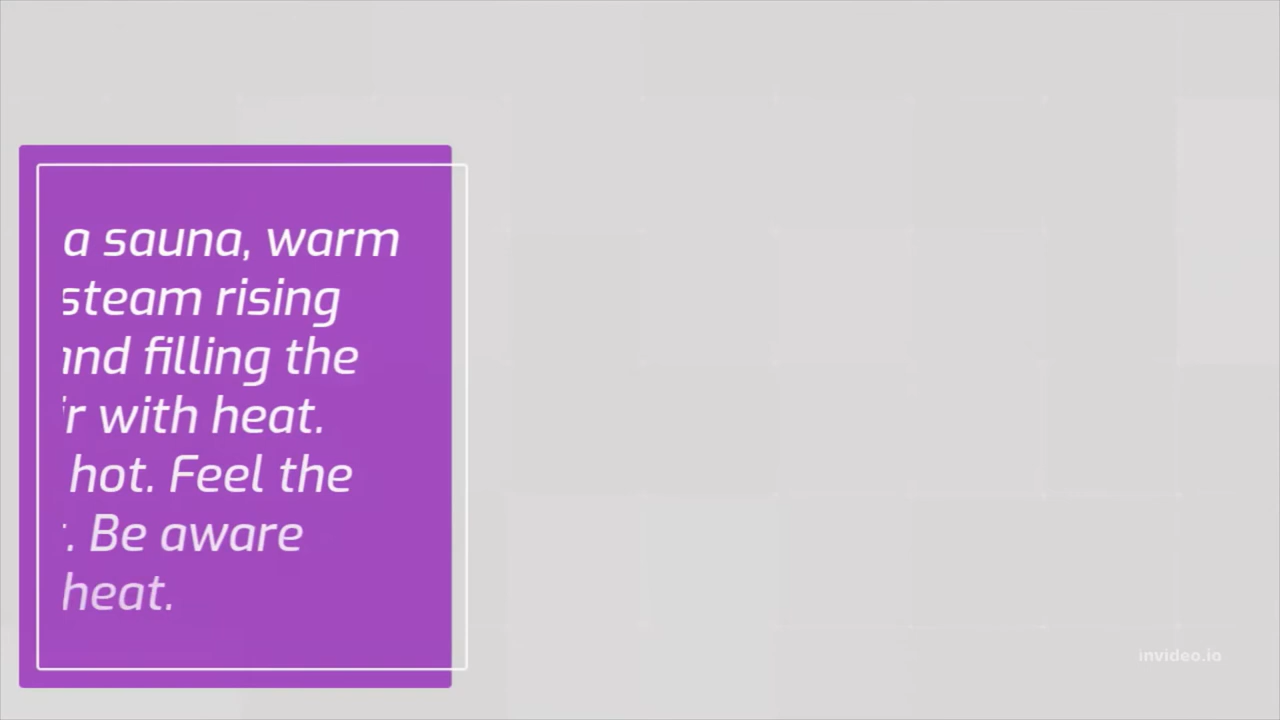 a sauna, warm
steam rising
and filling the
with heat.
hot. Feel the
Be aware
heat.
invideo.io